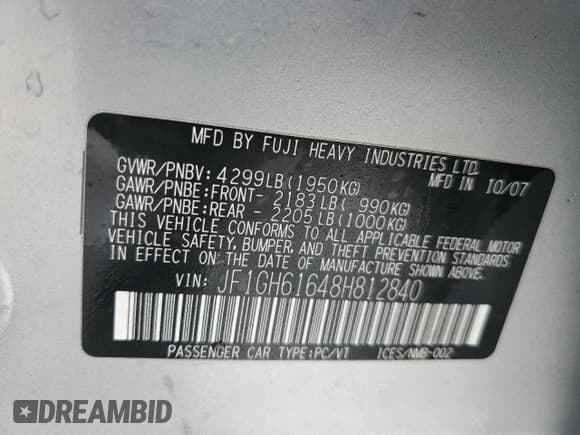 MFD BY FUJI HEAVY INDUSTRIES LTD.
MFD IN 10/07
GVWR/PNBV: 4299LB(1950KG)
GAWR/PNBE:FRONT- 2183LB( 990KG)
GAWR/PNBE:REAR - 2205LB(1000KG)
THIS VEHICLE CONFORMS TO ALL APPLICABLE FEDERAL MOTOR
VEHICLE SAFETY, BUMPER, AND THEFT PREVENTION STANDARDS
IN EFFECT ON THE DATE OF MANUFACTURE SHOWN ABOVE.
VIN: JF1GH61648H812840
PASSENGER CAR TYPE:PC/VT ICES/NMB-002
DREAMBID